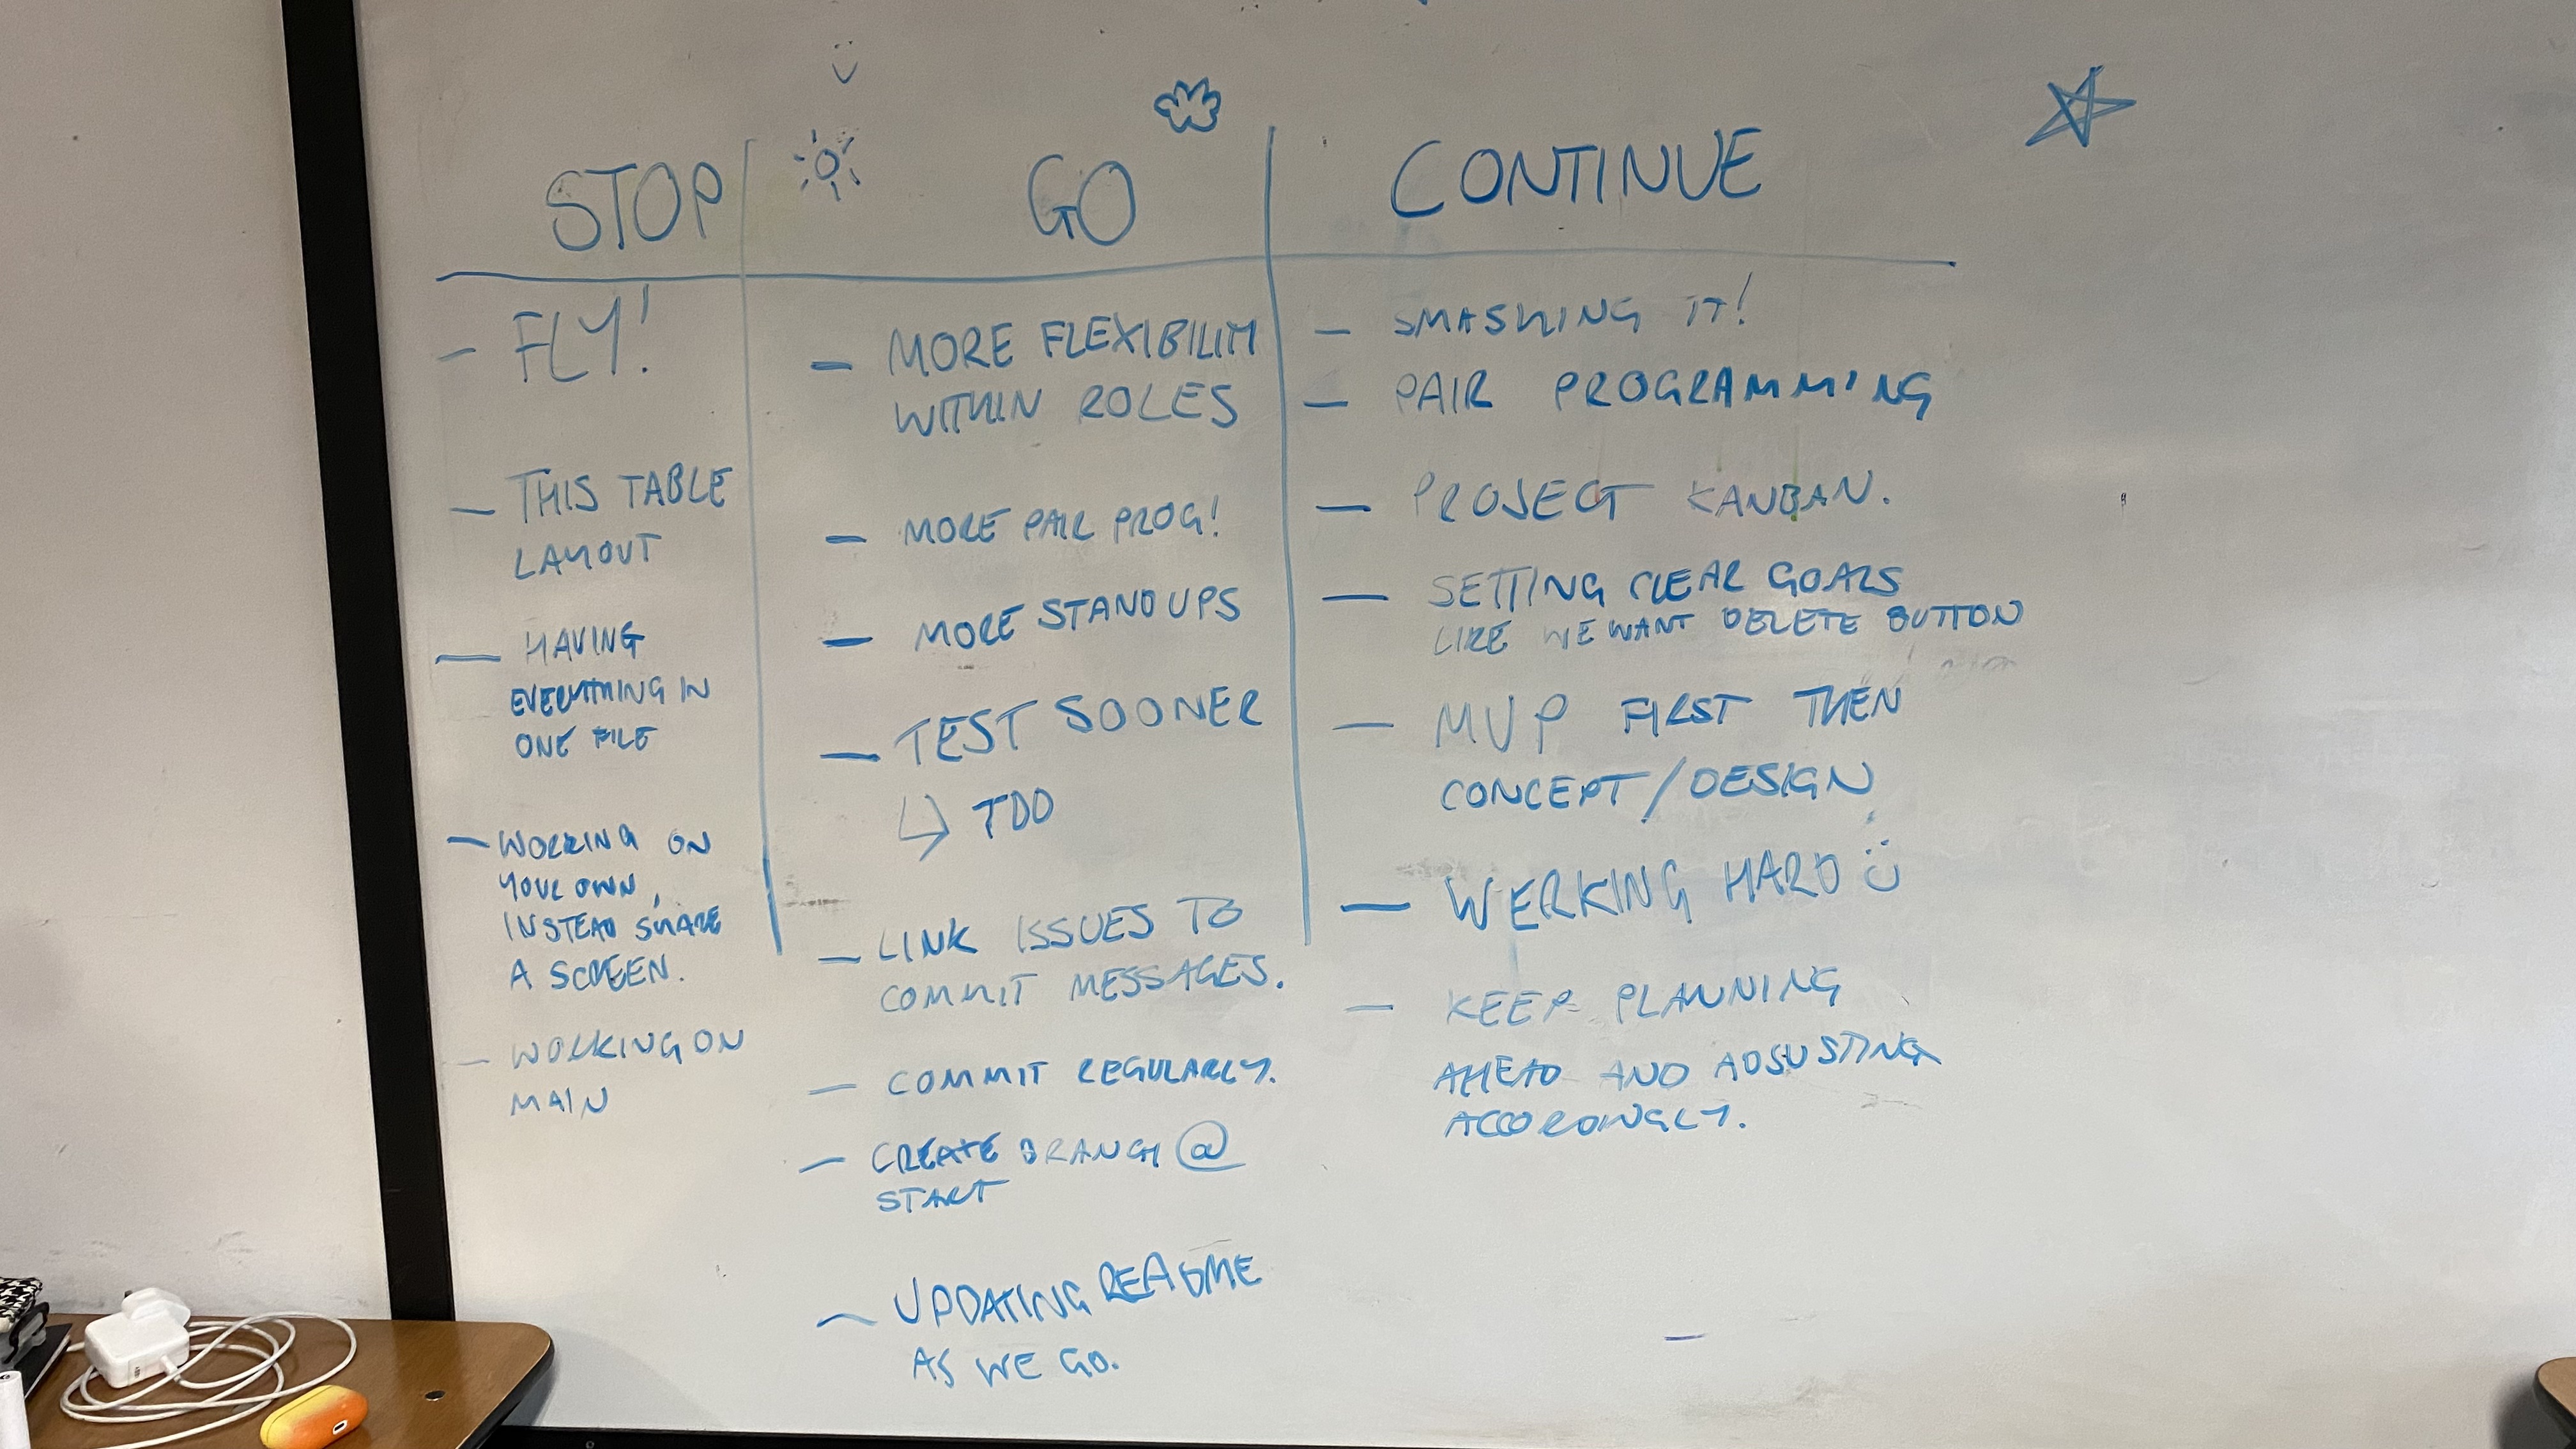 STOP
GO
CONTINUE
- FLY!
- THIS TABLE
LAYOUT
- HAVING
EVERYTHING IN
ONE FILE
- WORKING ON
YOUR OWN,
INSTEAD SHARE
A SCREEN.
- WORKING ON
MAIN
- MORE FLEXIBILITY
WITHIN ROLES
- MORE PAIR PROG!
- MORE STANDUPS
- TEST SOONER
↳ TDD
- LINK ISSUES TO
COMMIT MESSAGES.
- COMMIT REGULARLY.
- CREATE BRANCH @
START
- UPDATING README
AS WE GO.
- SMASHING IT!
- PAIR PROGRAMMING
- PROJECT KANBAN.
- SETTING CLEAR GOALS
LIKE WE WANT DELETE BUTTON
- MVP FIRST THEN
CONCEPT/DESIGN
- WERKING HARD :)
- KEEP PLANNING
AHEAD AND ADJUSTING
ACCORDINGLY.